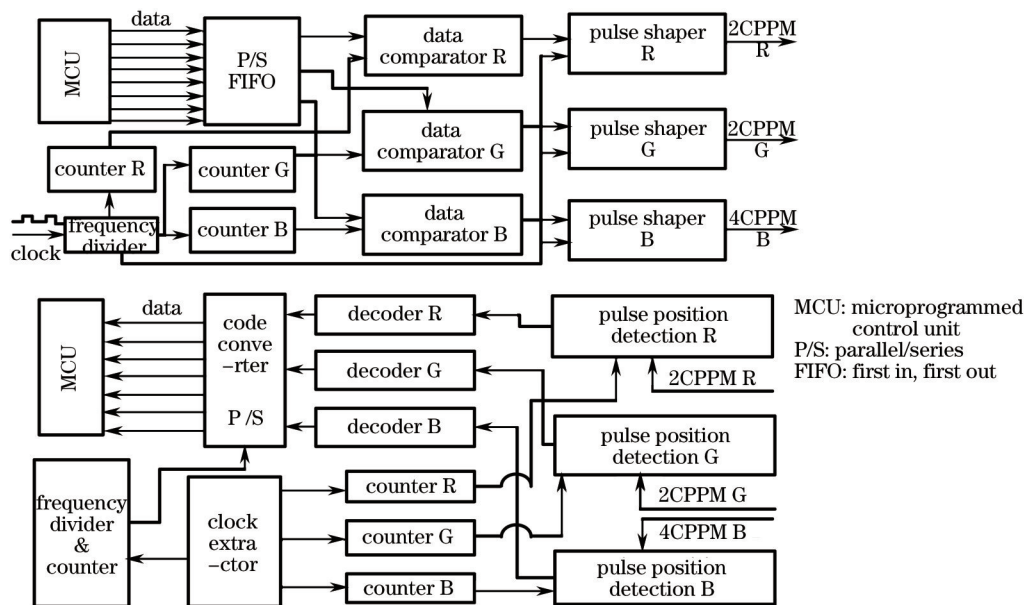 data
MCU
P/S
FIFO
data
comparator R
pulse shaper
R
2CPPM
R
data
comparator G
pulse shaper
G
2CPPM
G
counter R
counter G
counter B
frequency
divider
clock
data
comparator B
pulse shaper
B
4CPPM
B
data
MCU
code
conve
-rter
P /S
decoder R
decoder G
decoder B
pulse position
detection R
2CPPM R
pulse position
detection G
2CPPM G
4CPPM B
pulse position
detection B
frequency
divider
&
counter
clock
extra
-ctor
counter R
counter G
counter B
MCU: microprogrammed
control unit
P/S: parallel/series
FIFO: first in, first out